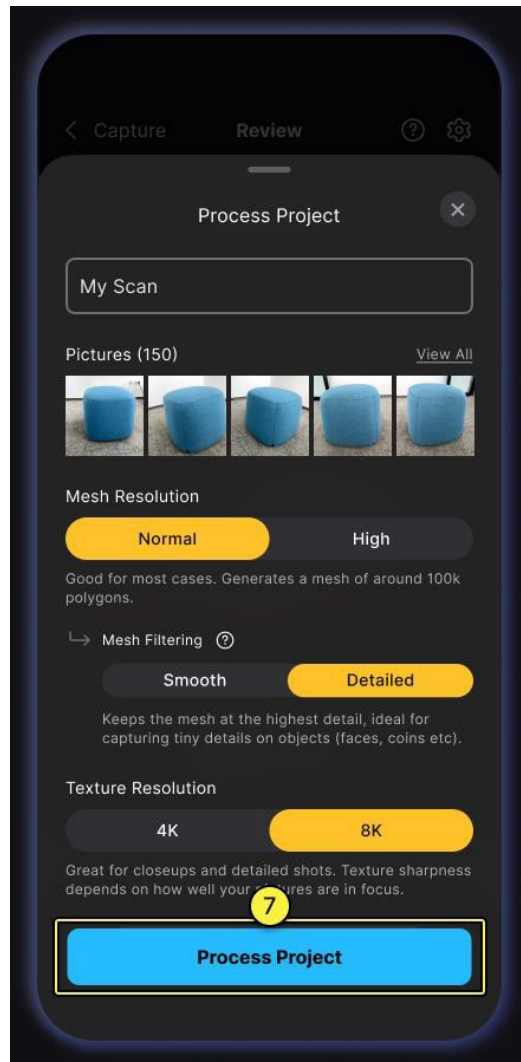 Capture Review
Process Project
My Scan
Pictures (150) View All
Mesh Resolution
Normal High
Good for most cases. Generates a mesh of around 100k
polygons.
Mesh Filtering ?
Smooth Detailed
Keeps the mesh at the highest detail, ideal for
capturing tiny details on objects (faces, coins etc).
Texture Resolution
4K 8K
Great for closeups and detailed shots. Texture sharpness
depends on how well your are in focus.
7
Process Project